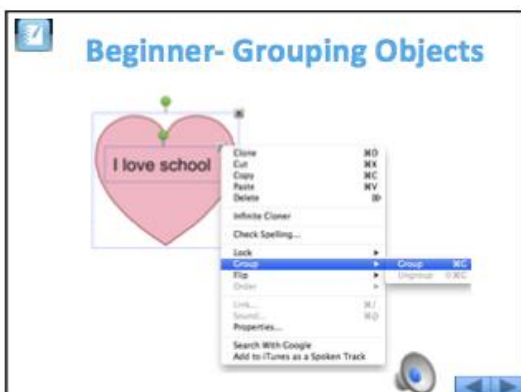 Beginner- Grouping Objects
I love school
Clone ⌘D
Cut ⌘X
Copy ⌘C
Paste ⌘V
Delete ⌦
Infinite Cloner
Check Spelling...
Lock
Group
Group ⌘G
Flip
Ungroup ⇧⌘G
Order
Link... ⌘/
Sound...
Properties...
Search With Google
Add to iTunes as a Spoken Track